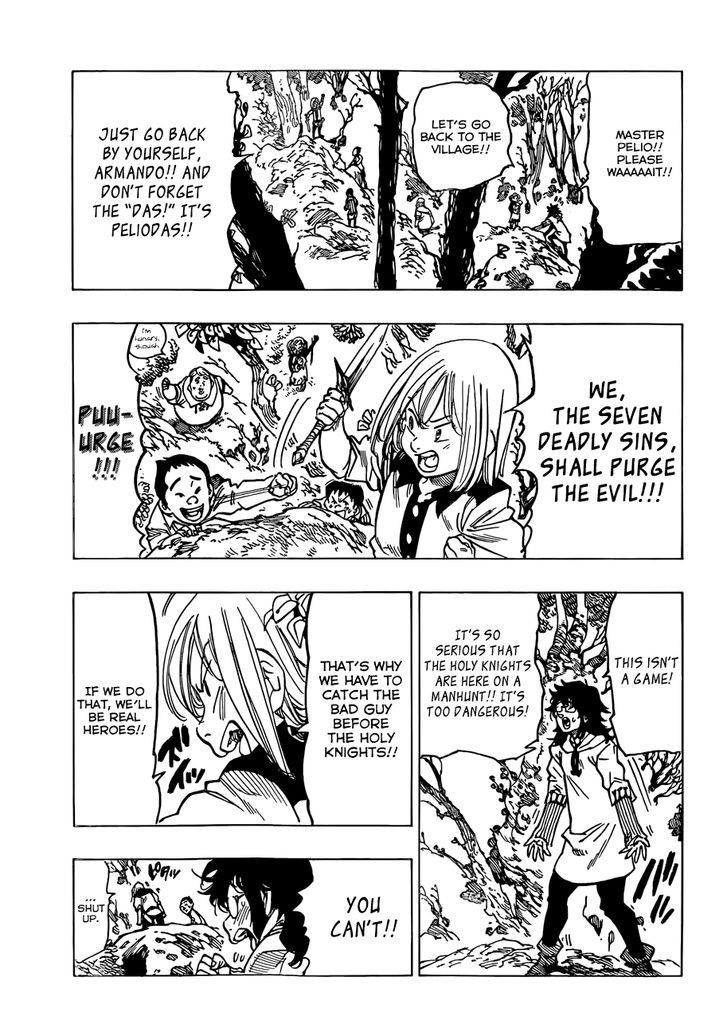 MASTER
PELIO!!
PLEASE
WAAAAAIT!!
LET'S GO
BACK TO THE
VILLAGE!!
JUST GO BACK
BY YOURSELF,
ARMANDO!! AND
DON'T FORGET
THE "DAS!" IT'S
PELIODAS!!
WE,
THE SEVEN
DEADLY SINS,
SHALL PURGE
THE EVIL!!!
I'm
hungry,
though.
PUU-
URGE
!!!
THIS ISN'T
A GAME!
IT'S SO
SERIOUS THAT
THE HOLY KNIGHTS
ARE HERE ON A
MANHUNT!! IT'S
TOO DANGEROUS!
THAT'S WHY
WE HAVE TO
CATCH THE
BAD GUY
BEFORE
THE HOLY
KNIGHTS!!
IF WE DO
THAT, WE'LL
BE REAL
HEROES!!
YOU
CAN'T!!
...
SHUT
UP.